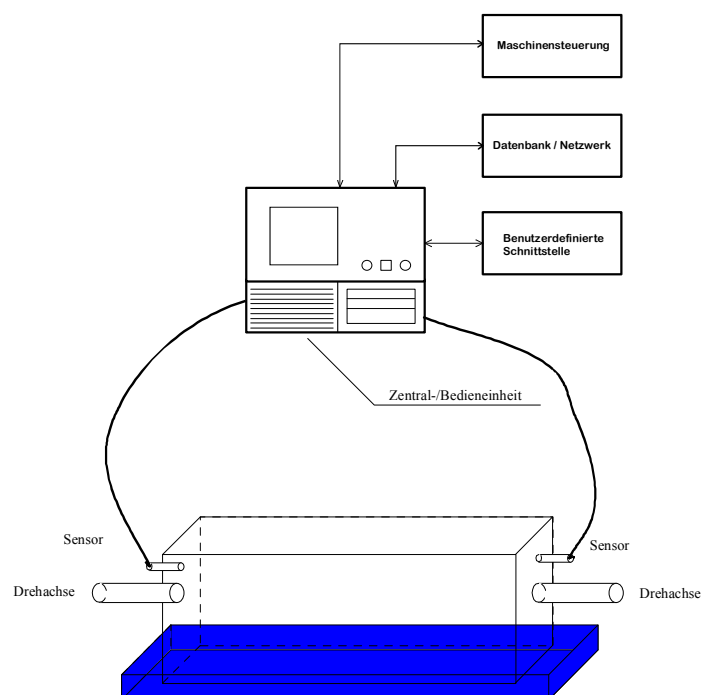 Maschinensteuerung
Datenbank / Netzwerk
Benutzerdefinierte
Schnittstelle
Zentral-/Bedieneinheit
Sensor
Sensor
Drehachse
Drehachse